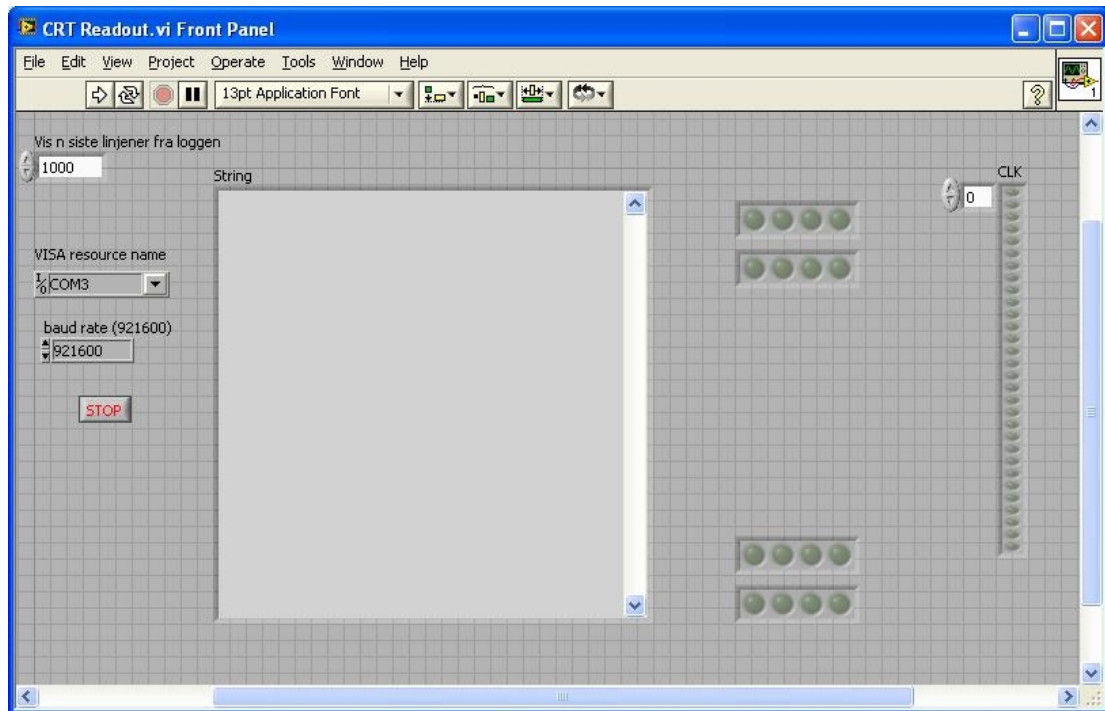 CRT Readout.vi Front Panel
File Edit View Project Operate Tools Window Help
13pt Application Font
?
1
Vis n siste linjener fra loggen
1000
String
CLK
0
VISA resource name
I/O COM3
baud rate (921600)
921600
STOP